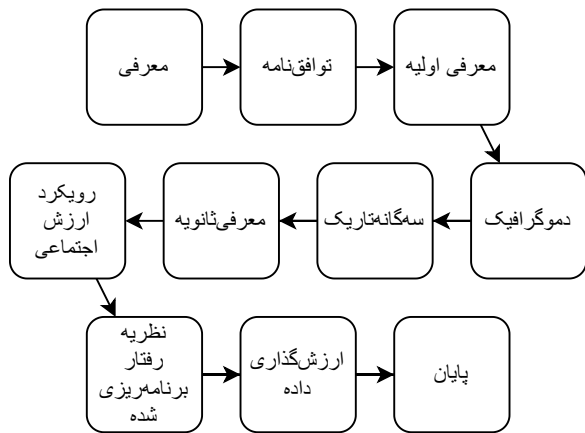 معرفی
توافق‌نامه
معرفی اولیه
دموگرافیک
سه‌گانه‌تاریک
معرفی‌ثانویه
رویکرد
ارزش
اجتماعی
نظریه
رفتار
برنامه‌ریزی
شده
ارزش‌گذاری
داده
پایان